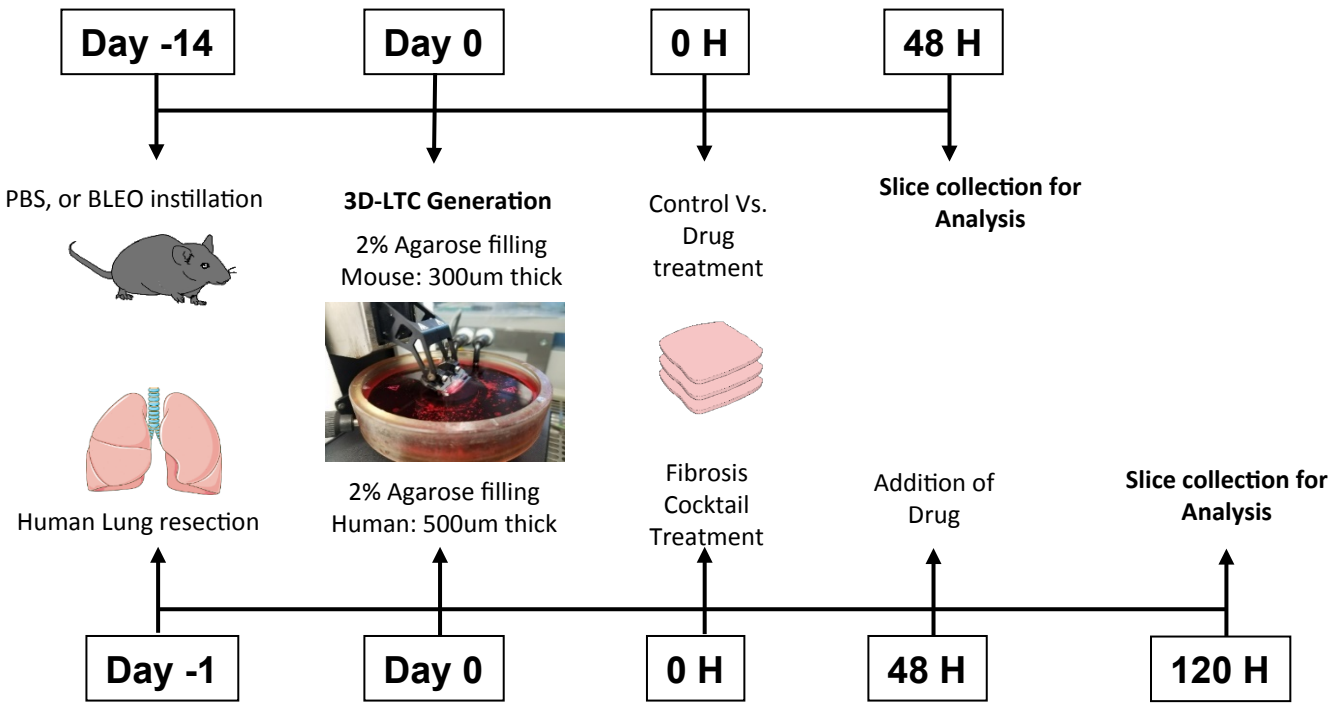 Day -14
Day 0
0 H
48 H
PBS, or BLEO instillation
3D-LTC Generation
2% Agarose filling
Mouse: 300um thick
Control Vs.
Drug
treatment
Slice collection for
Analysis
Human Lung resection
2% Agarose filling
Human: 500um thick
Fibrosis
Cocktail
Treatment
Addition of
Drug
Slice collection for
Analysis
Day -1
Day 0
0 H
48 H
120 H